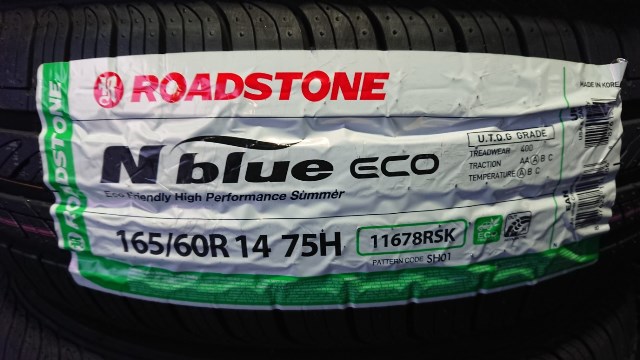 ROADSTONE
ROADSTONE
MADE IN KOREA
N blue ECO
Eco Friendly High Performance Summer
U.T.Q.G GRADE
TREADWEAR 400
TRACTION AA A B C
TEMPERATURE A B C
165/60R 14 75H
11678RSK
PATTERN CODE SH01